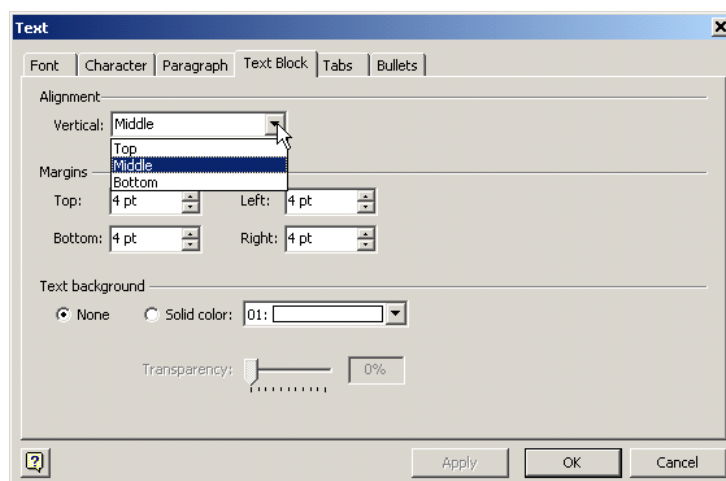 Text
Font Character Paragraph Text Block Tabs Bullets
Alignment
Vertical: Middle
Top
Middle
Bottom
Margins
Top: 4 pt Left: 4 pt
Bottom: 4 pt Right: 4 pt
Text background
None Solid color: 01:
Transparency: 0%
Apply OK Cancel